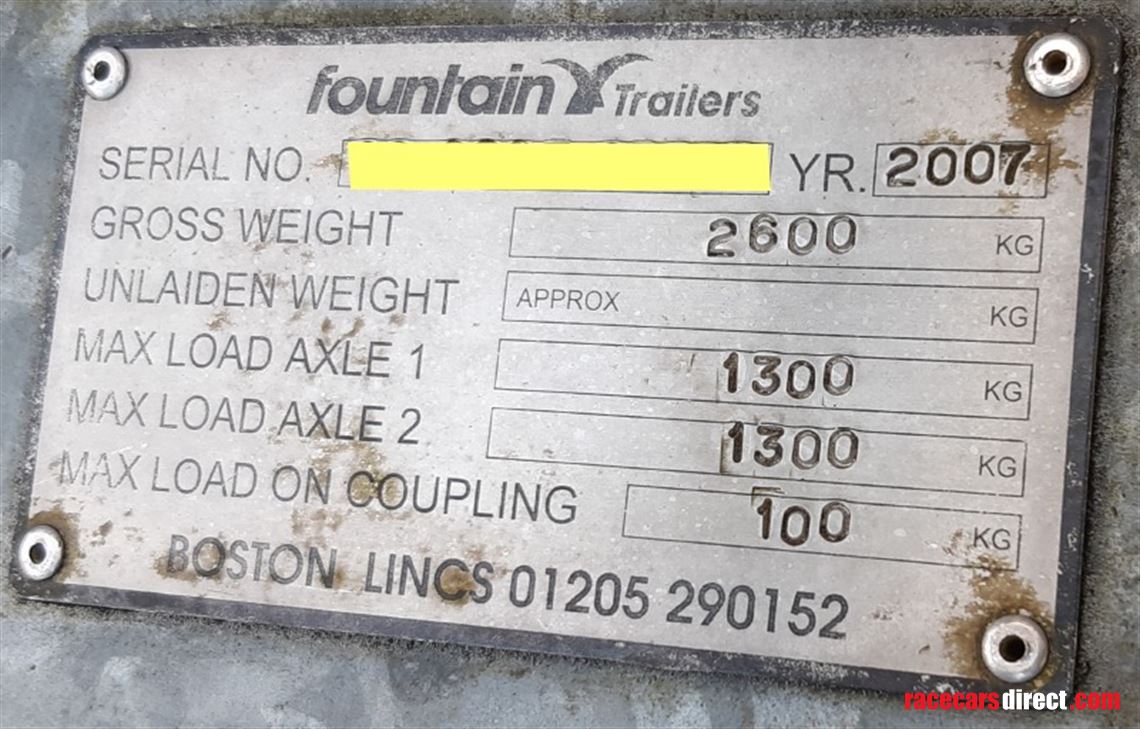 fountain Trailers
SERIAL NO. YR. 2007
GROSS WEIGHT 2600 KG
UNLAIDEN WEIGHT APPROX KG
MAX LOAD AXLE 1 1300 KG
MAX LOAD AXLE 2 1300 KG
MAX LOAD ON COUPLING 100 KG
BOSTON LINCS 01205 290152
racecarsdirect.com